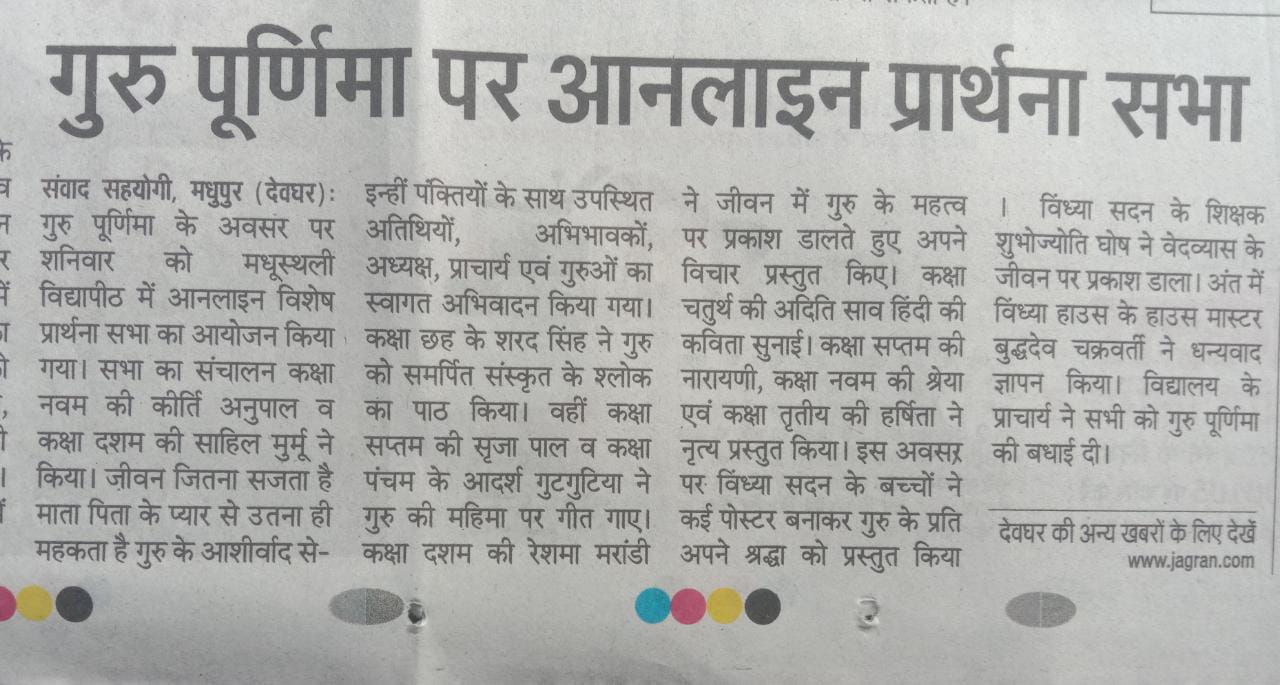 गुरु पूर्णिमा पर आनलाइन प्रार्थना सभा
संवाद सहयोगी, मधुपुर (देवघर):
गुरु पूर्णिमा के अवसर पर
शनिवार को मधूस्थली
विद्यापीठ में आनलाइन विशेष
प्रार्थना सभा का आयोजन किया
गया। सभा का संचालन कक्षा
नवम की कीर्ति अनुपाल व
कक्षा दशम की साहिल मुर्मू ने
किया। जीवन जितना सजता है
माता पिता के प्यार से उतना ही
महकता है गुरु के आशीर्वाद से-
इन्हीं पंक्तियों के साथ उपस्थित
अतिथियों, अभिभावकों,
अध्यक्ष, प्राचार्य एवं गुरुओं का
स्वागत अभिवादन किया गया।
कक्षा छह के शरद सिंह ने गुरु
को समर्पित संस्कृत के श्लोक
का पाठ किया। वहीं कक्षा
सप्तम की सृजा पाल व कक्षा
पंचम के आदर्श गुटगुटिया ने
गुरु की महिमा पर गीत गाए।
कक्षा दशम की रेशमा मरांडी
ने जीवन में गुरु के महत्व
पर प्रकाश डालते हुए अपने
विचार प्रस्तुत किए। कक्षा
चतुर्थ की अदिति साव हिंदी की
कविता सुनाई। कक्षा सप्तम की
नारायणी, कक्षा नवम की श्रेया
एवं कक्षा तृतीय की हर्षिता ने
नृत्य प्रस्तुत किया। इस अवसर
पर विंध्या सदन के बच्चों ने
कई पोस्टर बनाकर गुरु के प्रति
अपने श्रद्धा को प्रस्तुत किया
। विंध्या सदन के शिक्षक
शुभोज्योति घोष ने वेदव्यास के
जीवन पर प्रकाश डाला। अंत में
विंध्या हाउस के हाउस मास्टर
बुद्धदेव चक्रवर्ती ने धन्यवाद
ज्ञापन किया। विद्यालय के
प्राचार्य ने सभी को गुरु पूर्णिमा
की बधाई दी।
देवघर की अन्य खबरों के लिए देखें
www.jagran.com